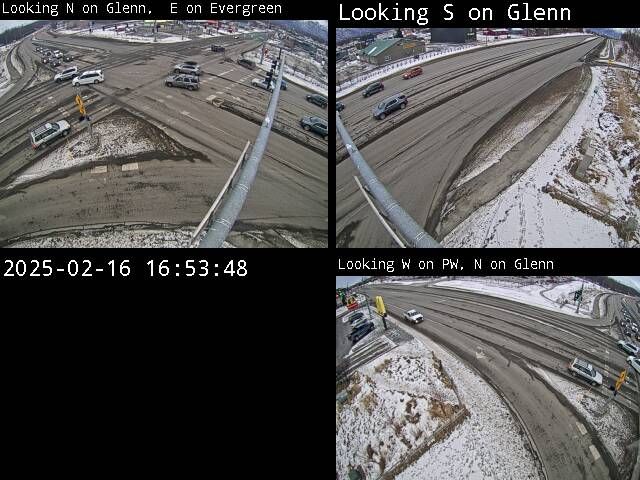 Looking N on Glenn, E on Evergreen
Looking S on Glenn
2025-02-16 16:53:48
Looking W on PW, N on Glenn